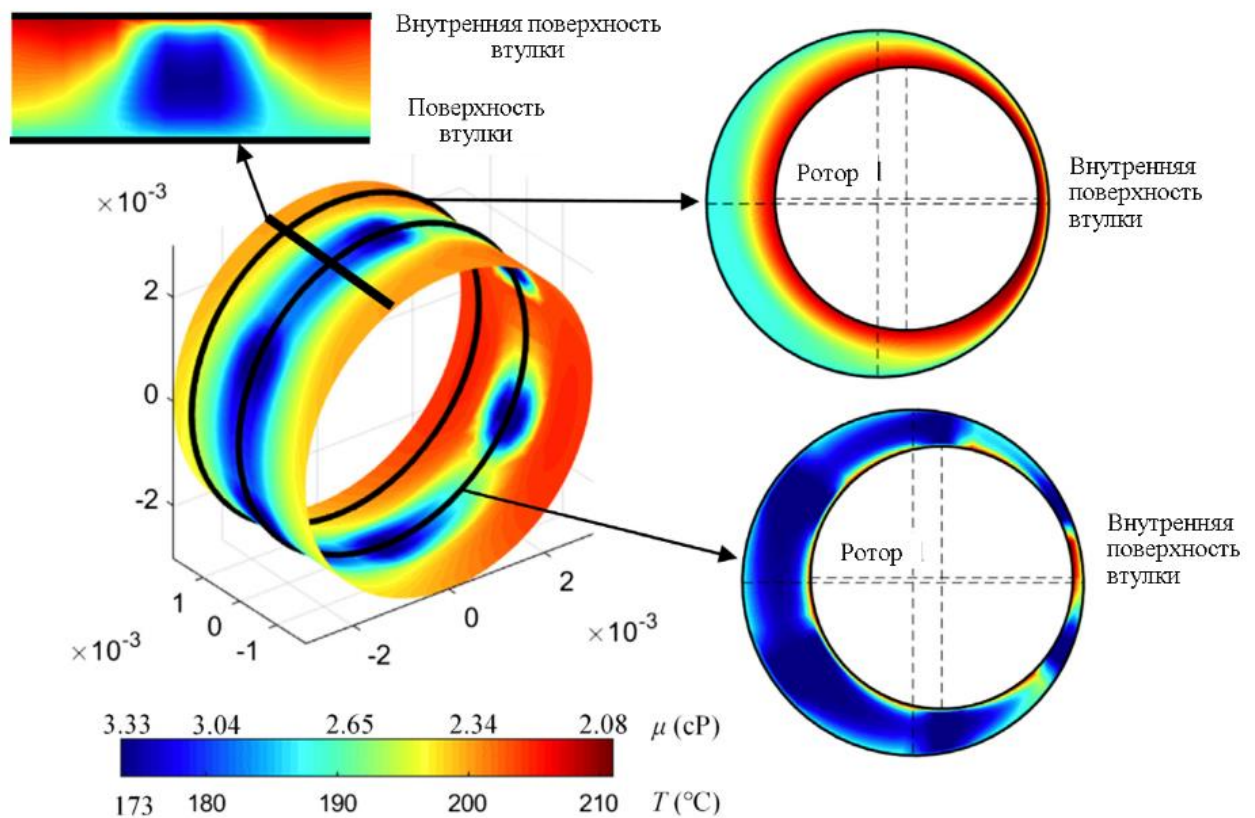 Внутренняя поверхность
втулки
Поверхность
втулки
×10⁻³
2
0
-2
1
0
-1
×10⁻³
-2
0
2
×10⁻³
Ротор
Внутренняя
поверхность
втулки
Ротор
Внутренняя
поверхность
втулки
3.33 3.04 2.65 2.34 2.08 μ (cP)
173 180 190 200 210 T (°C)